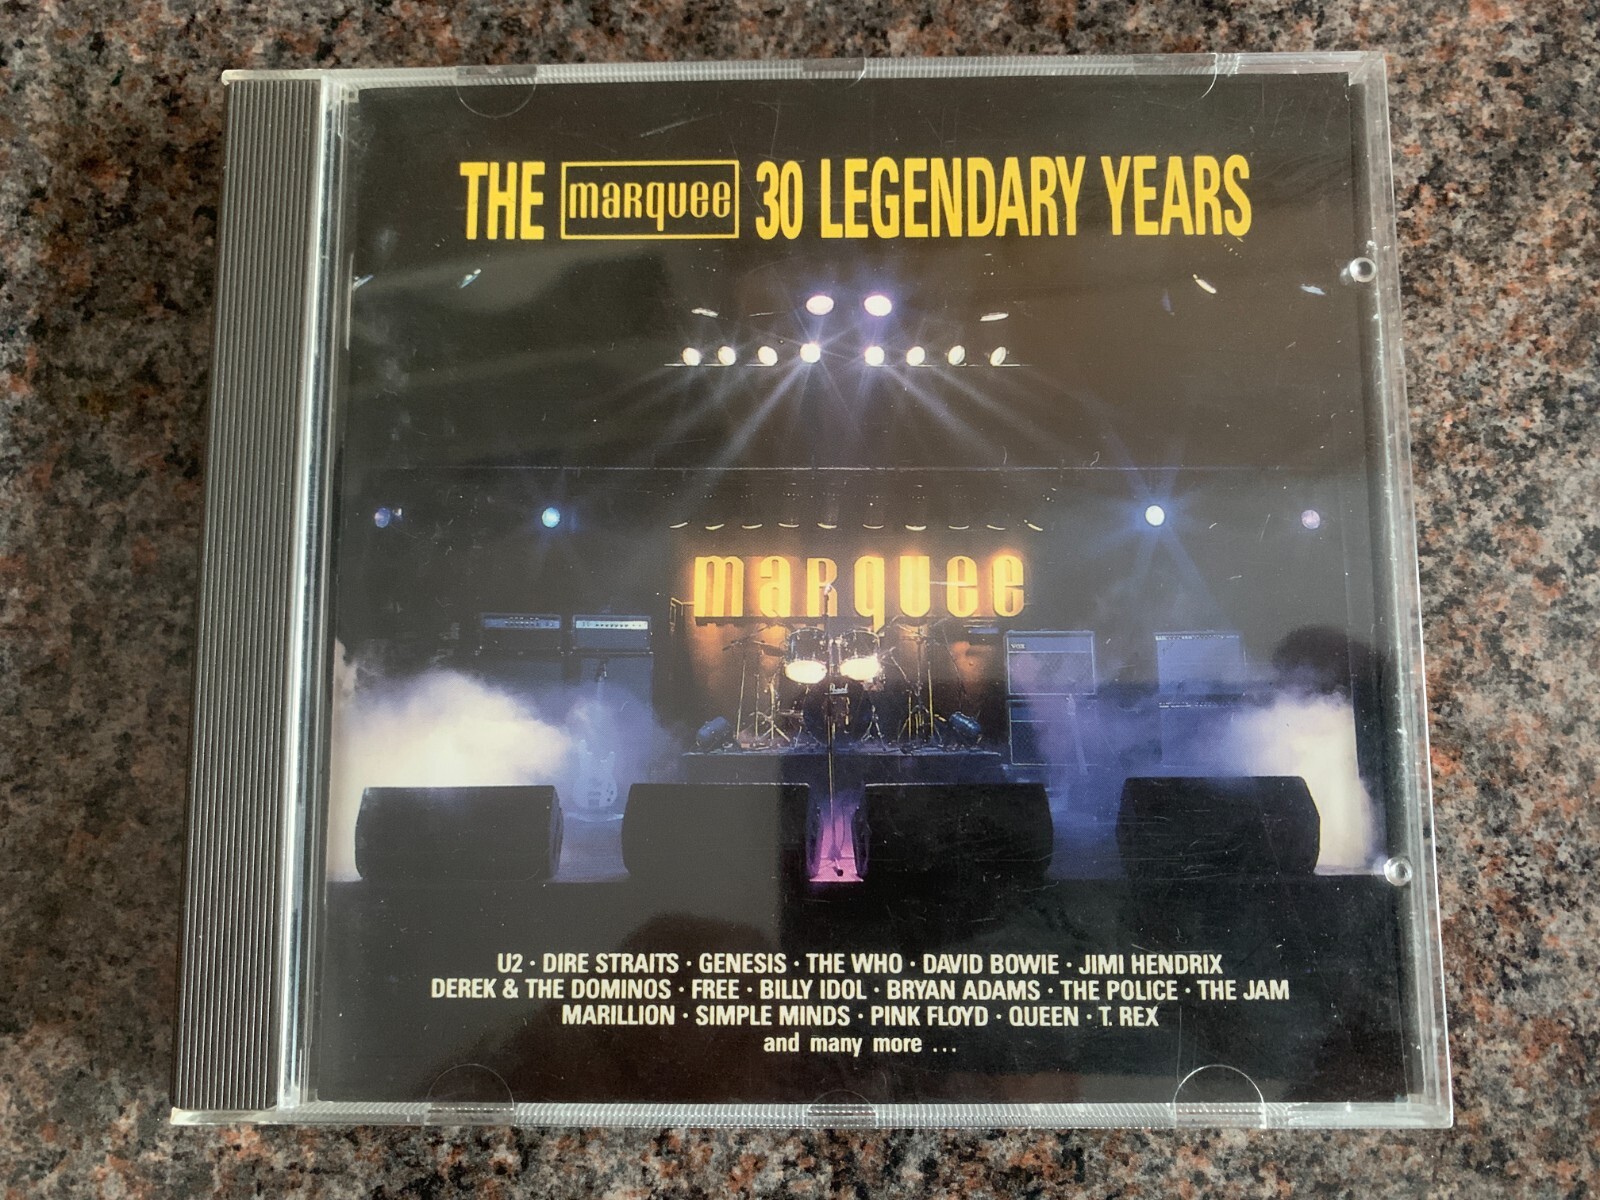 THE marquee 30 LEGENDARY YEARS
marquee
VOX
Pearl
U2 · DIRE STRAITS · GENESIS · THE WHO · DAVID BOWIE · JIMI HENDRIX
DEREK & THE DOMINOS · FREE · BILLY IDOL · BRYAN ADAMS · THE POLICE · THE JAM
MARILLION · SIMPLE MINDS · PINK FLOYD · QUEEN · T. REX
and many more ...